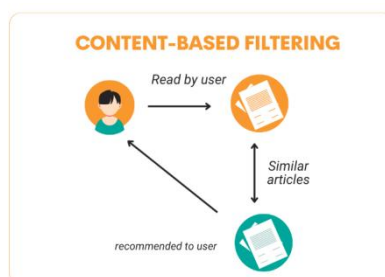 CONTENT-BASED FILTERING
Read by user
Similar
articles
recommended to user